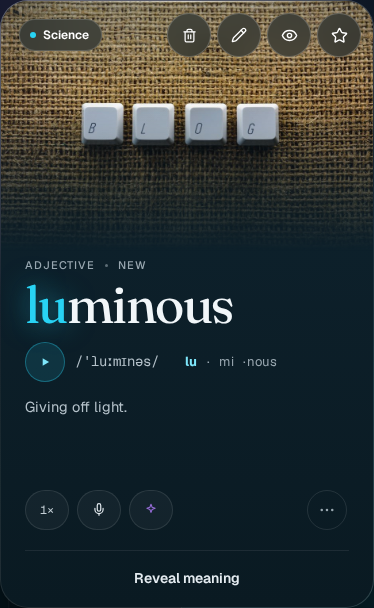 Science
B L O G
ADJECTIVE • NEW
luminous
/ˈluːmɪnəs/ lu · mi ·nous
Giving off light.
1×
Reveal meaning